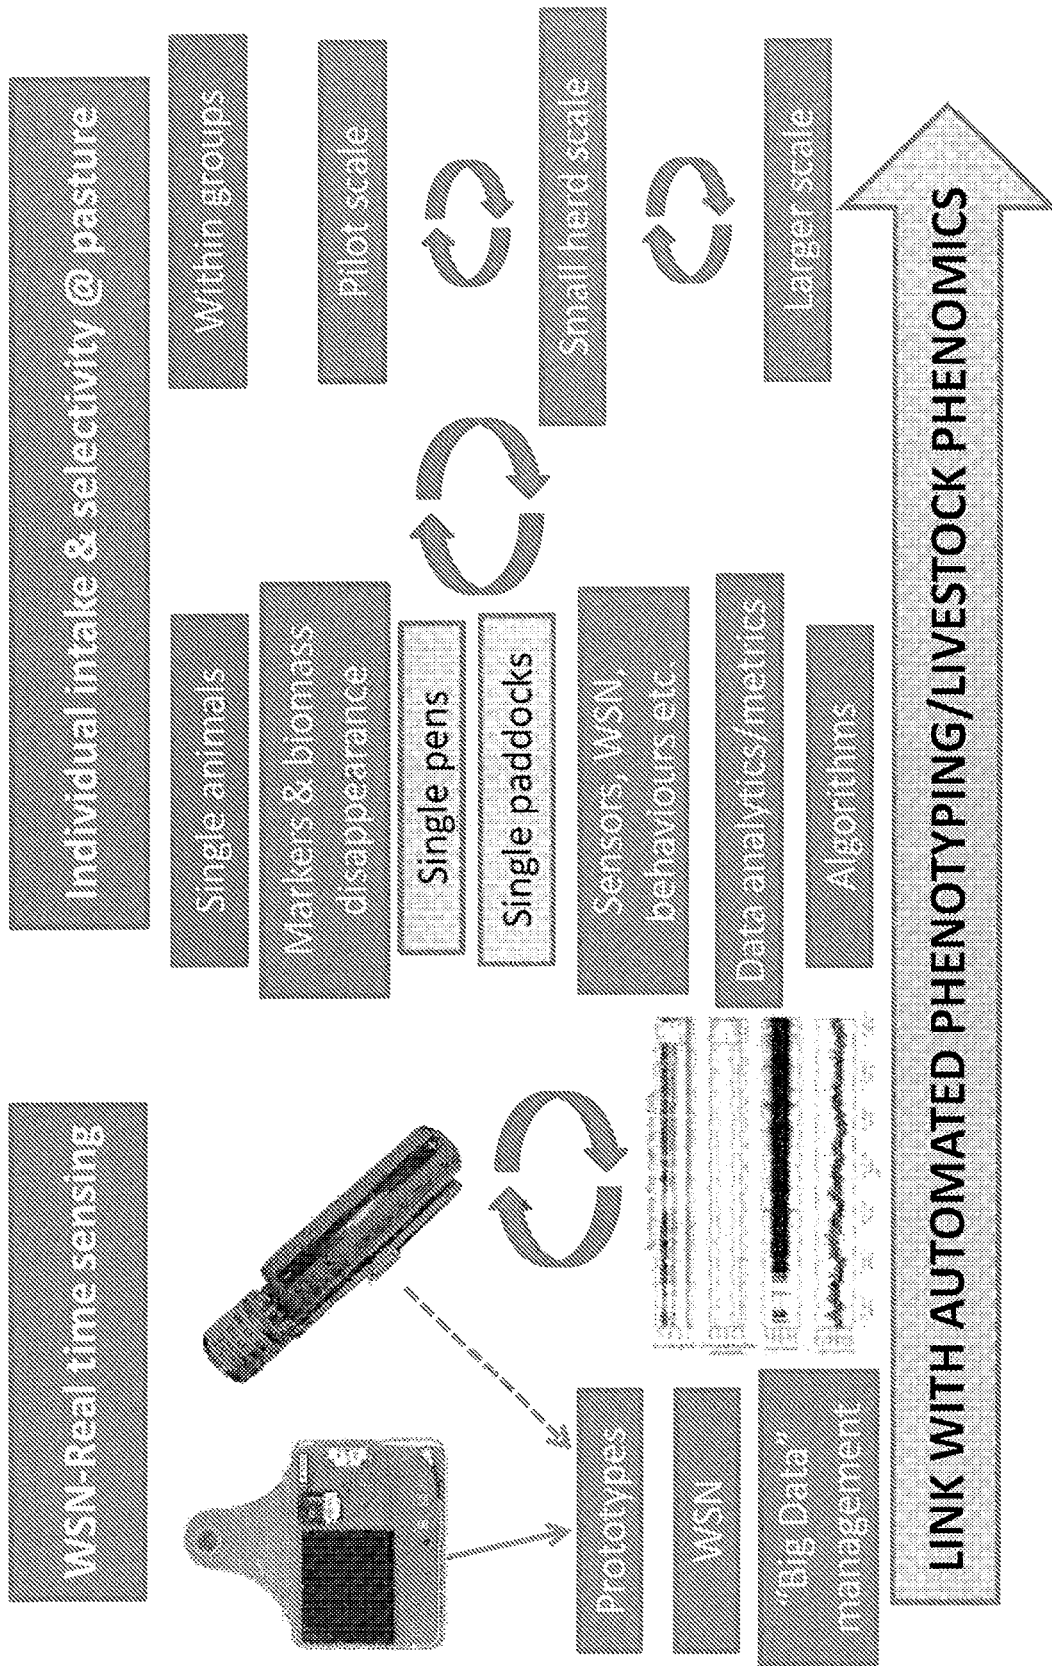 WSN-Real time sensing
Individual intake & selectivity @ pasture
Prototypes
WSN
“Big Data”
management
Single animals
Markers & biomass
disappearance
Single pens
Single paddocks
Sensors, WSN,
behaviours etc..
Data analytics/metrics
Algorithms
Within groups
Pilot scale
Small herd scale
Larger scale
LINK WITH AUTOMATED PHENOTYPING/LIVESTOCK PHENOMICS